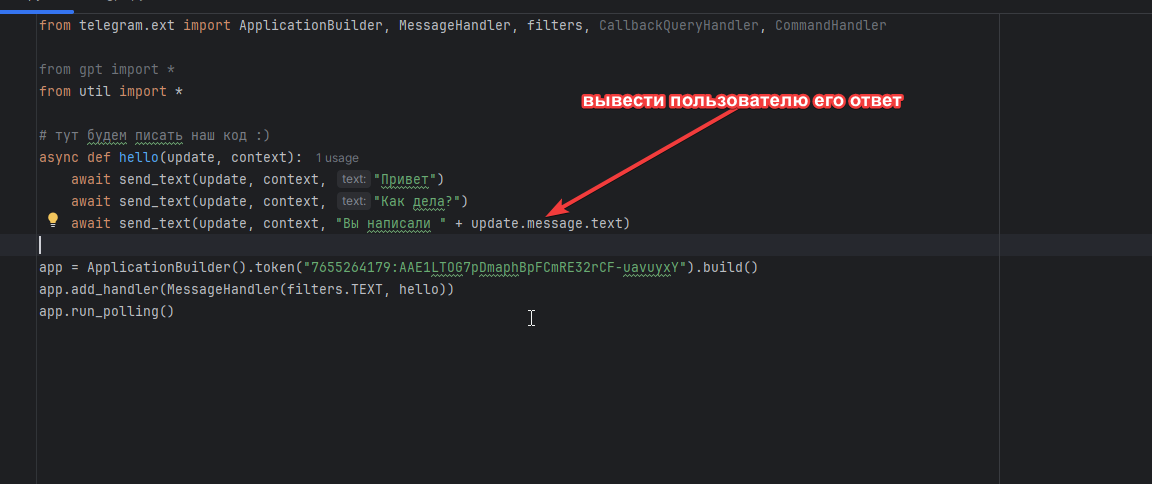 from telegram.ext import ApplicationBuilder, MessageHandler, filters, CallbackQueryHandler, CommandHandler
from gpt import *
from util import *
вывести пользователю его ответ
# тут будем писать наш код :)
async def hello(update, context): 1 usage
await send_text(update, context, text: "Привет")
await send_text(update, context, text: "Как дела?")
await send_text(update, context, "Вы написали " + update.message.text)
app = ApplicationBuilder().token("7655264179:AAE1LTOG7pDmaphBpFCmRE32rCF-uavuyxY").build()
app.add_handler(MessageHandler(filters.TEXT, hello))
app.run_polling()